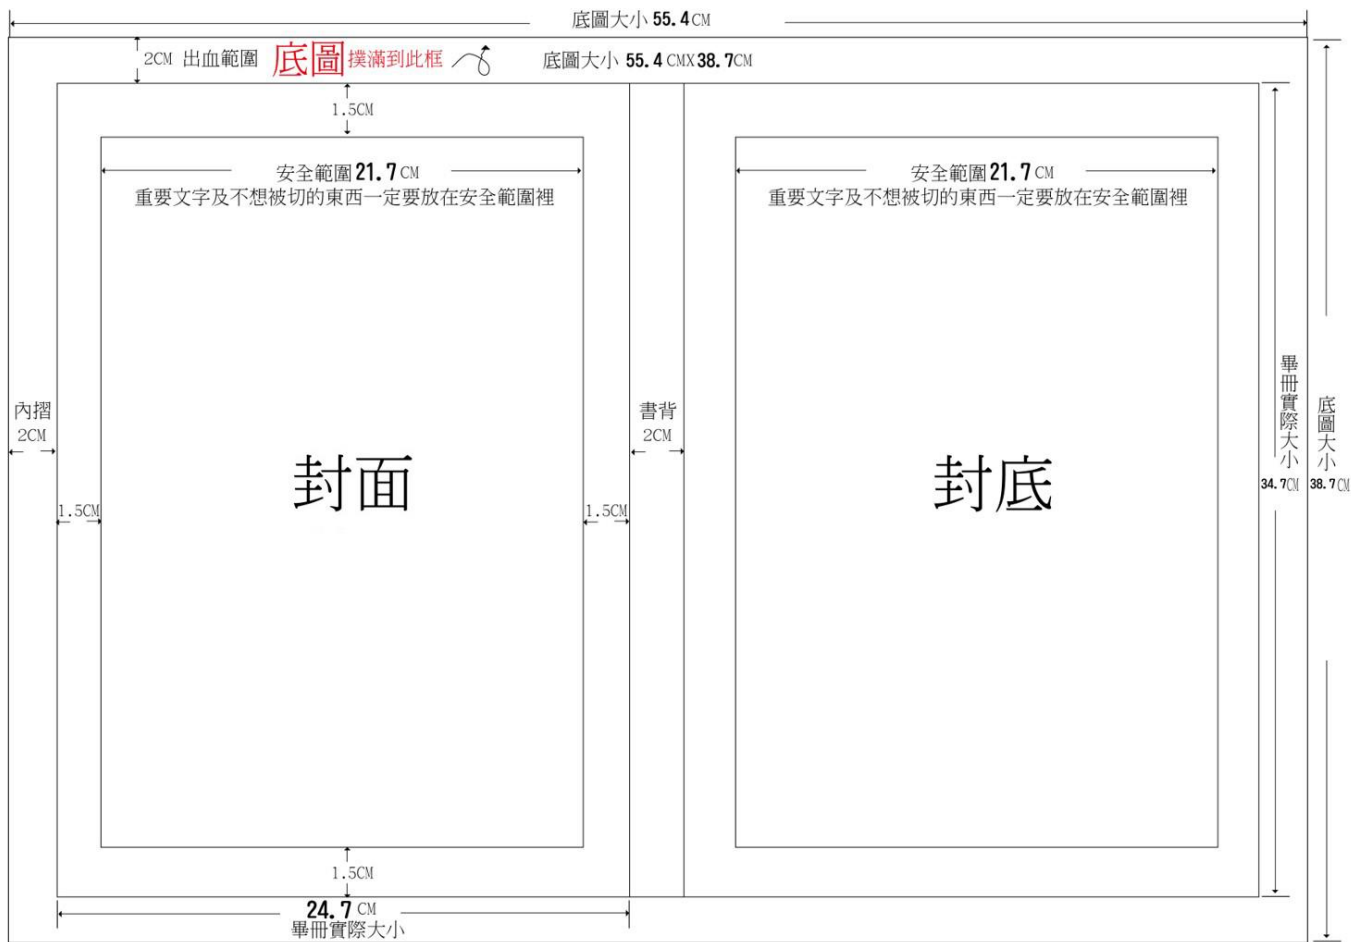 底圖大小 55.4 CM
2CM 出血範圍 底圖 撲滿到此框
底圖大小 55.4 CMX38.7CM
1.5CM
安全範圍 21.7 CM
重要文字及不想被切的東西一定要放在安全範圍裡
安全範圍 21.7 CM
重要文字及不想被切的東西一定要放在安全範圍裡
內摺
2CM
封面
1.5CM
1.5CM
書背
2CM
封底
畢冊實際大小
34.7CM
底圖大小
38.7CM
1.5CM
24.7 CM
畢冊實際大小